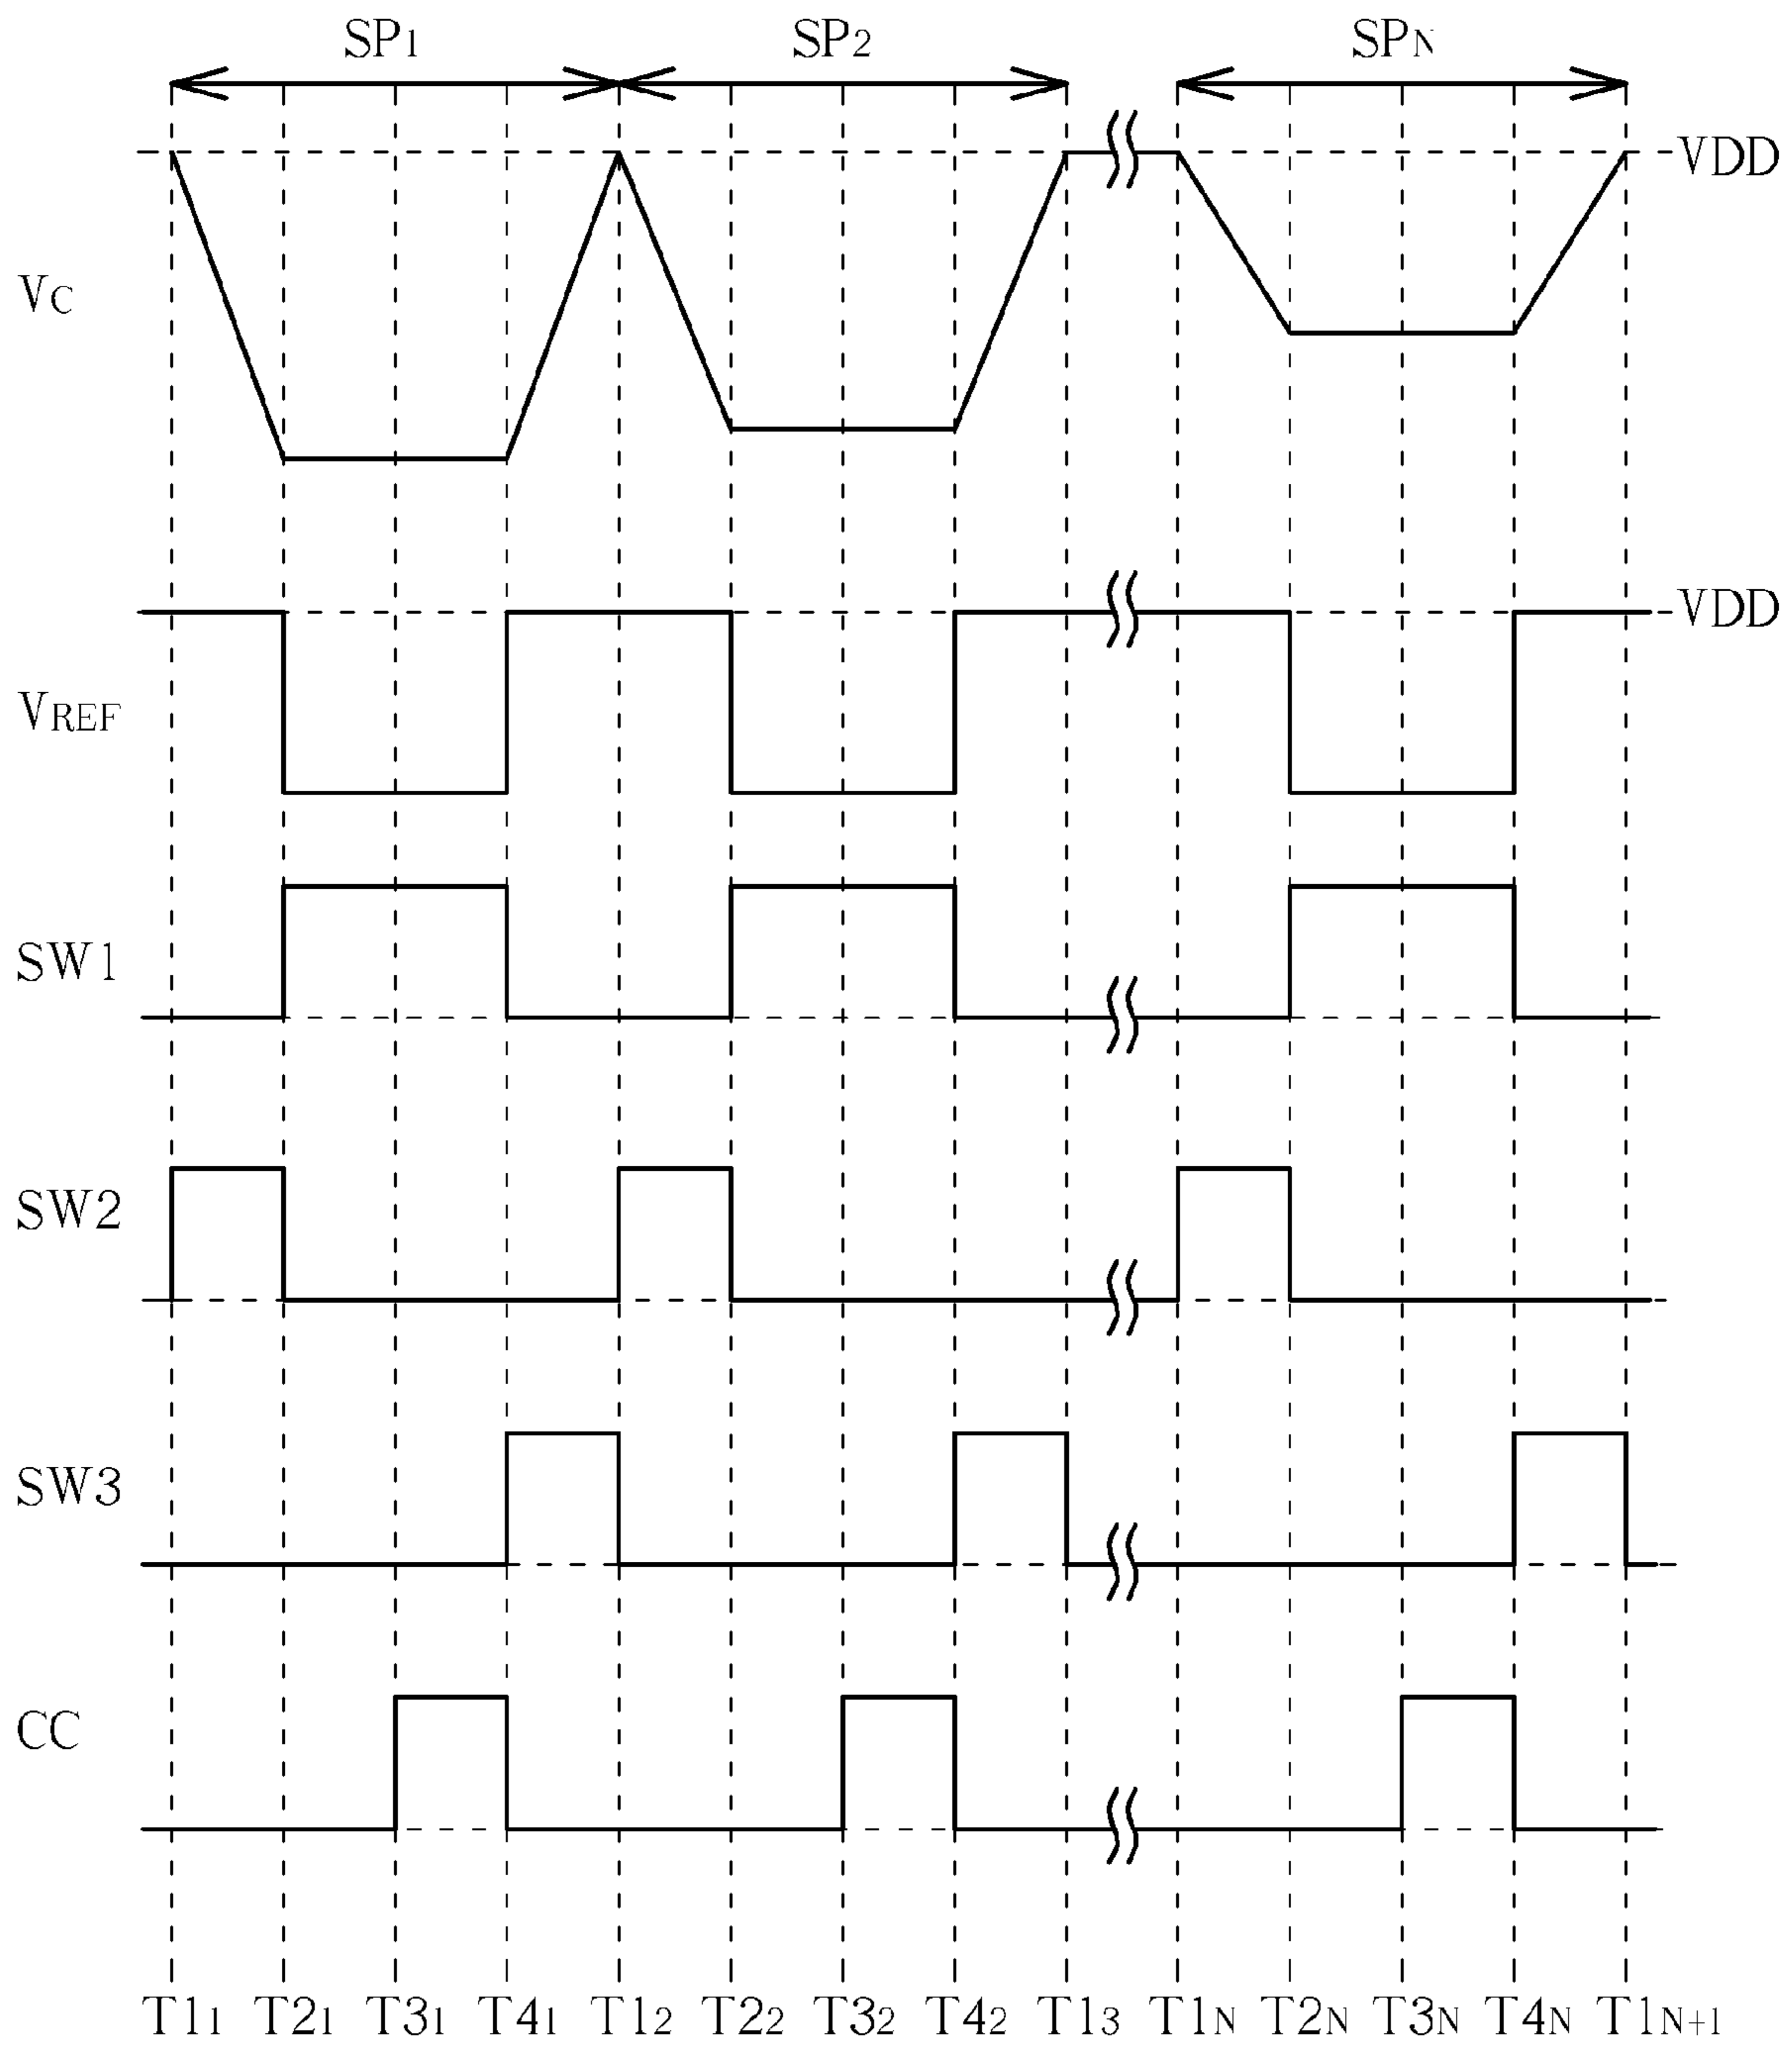 SP1 SP2 SPN
VDD
VC
VDD
VREF
SW1
SW2
SW3
CC
T11 T21 T31 T41 T12 T22 T32 T42 T13 T1N T2N T3N T4N T1N+1